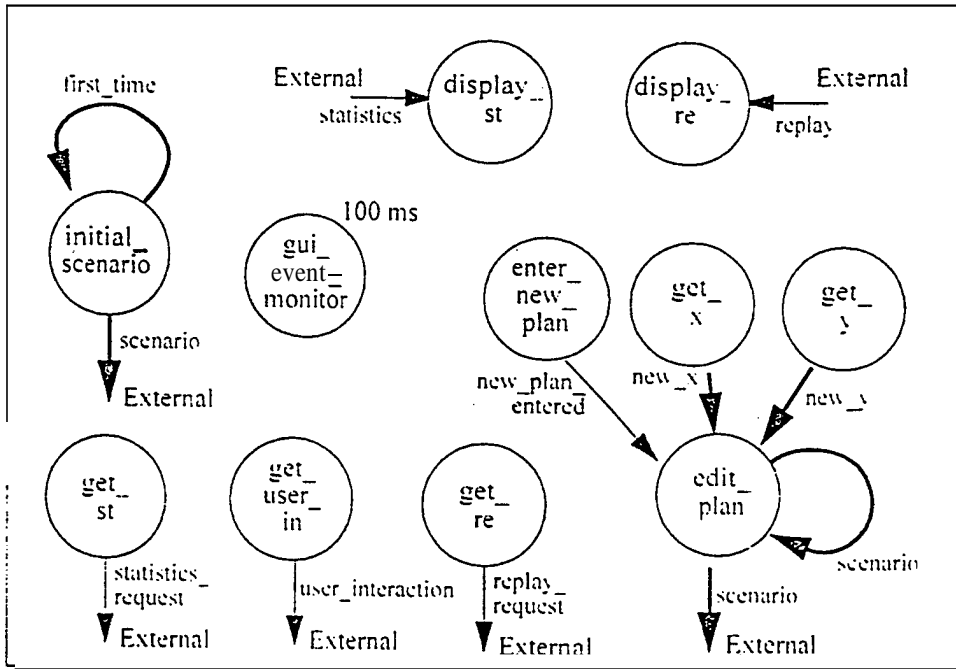 first_time
External
statistics
display_
st
display_
re
External
replay
initial_
scenario
100 ms
gui_
event_
monitor
enter_
new_
plan
get_
x
get_
y
scenario
External
new_plan_
entered
new_x
new_y
get_
st
get_
user_
in
get_
re
edit_
plan
scenario
statistics_
request
External
user_interaction
External
replay_
request
External
scenario
External